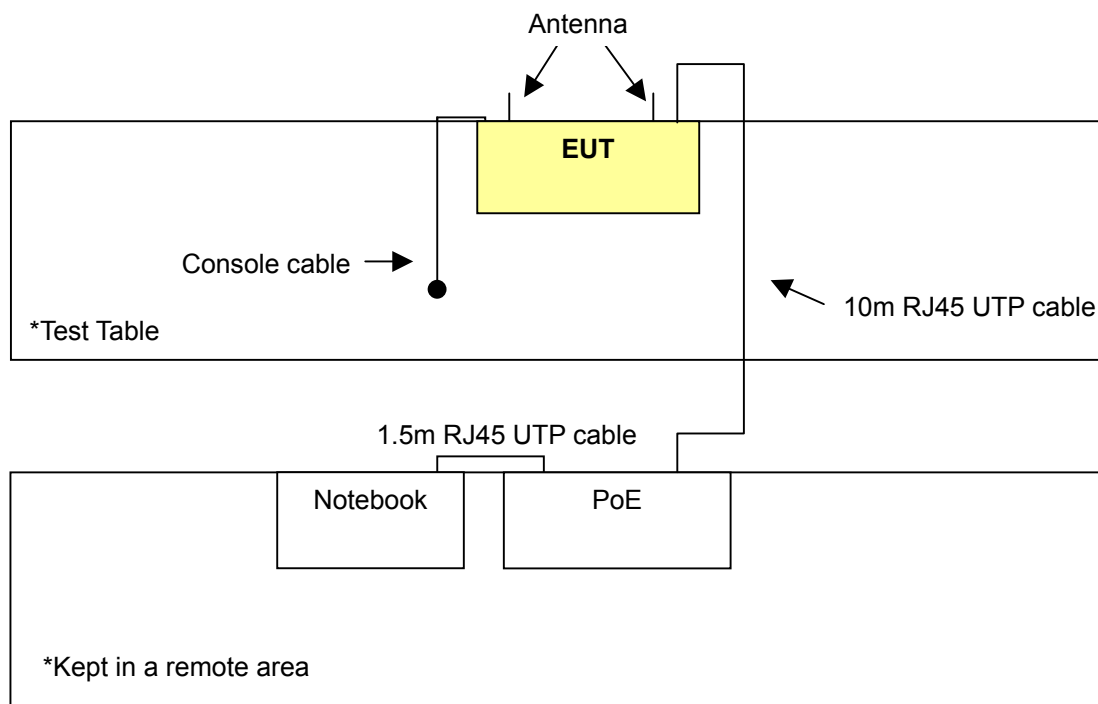 Antenna
EUT
Console cable
10m RJ45 UTP cable
*Test Table
1.5m RJ45 UTP cable
Notebook
PoE
*Kept in a remote area